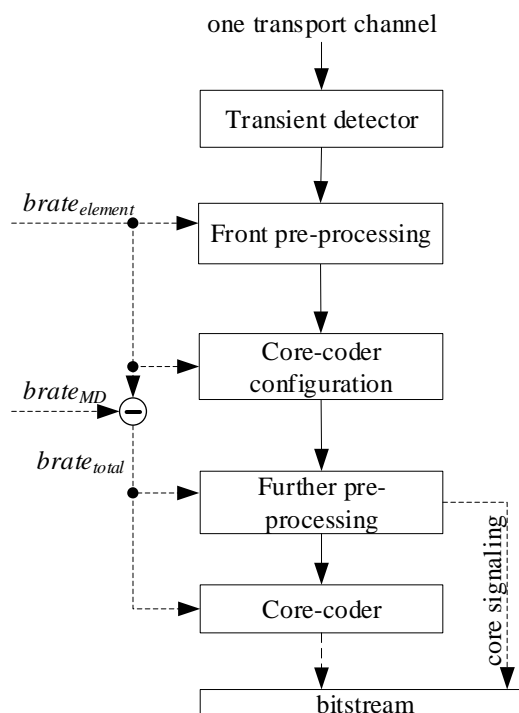 one transport channel
Transient detector
brate_element
Front pre-processing
Core-coder
configuration
brate_MD
brate_total
Further pre-
processing
core signaling
Core-coder
bitstream